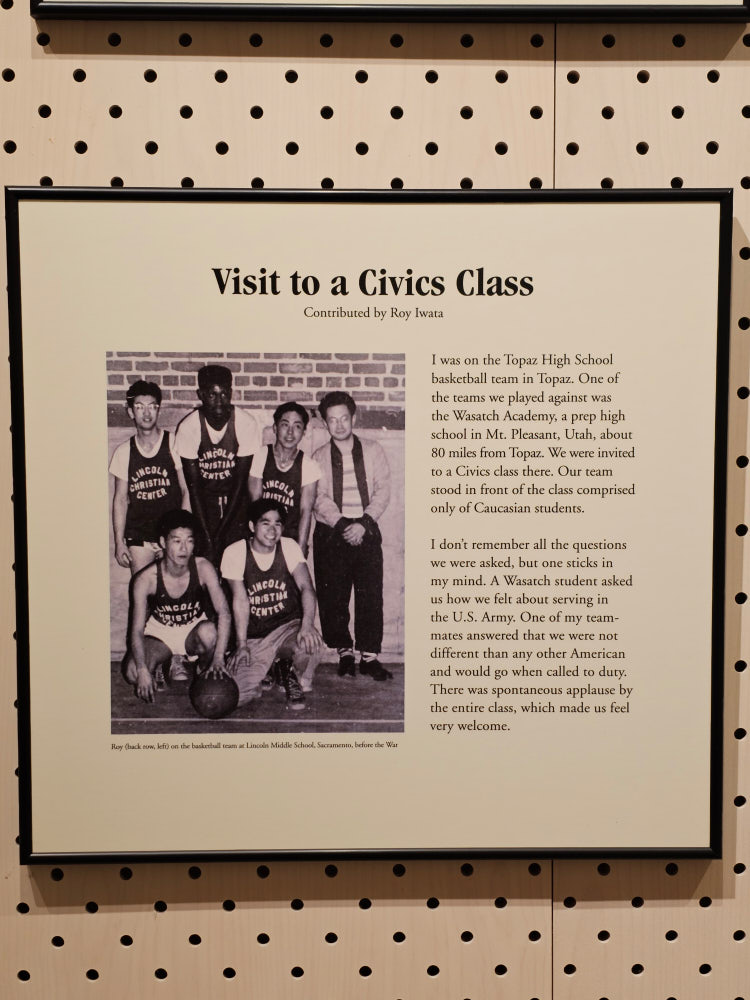 Visit to a Civics Class
Contributed by Roy Iwata
LINCOLN
CHRISTIAN
CENTER
LINCOLN
CHRISTIAN
CENTER
LINCOLN
CHRISTIAN
LINCOLN
CHRISTIAN
LINCOLN
CHRISTIAN
CENTER
Roy (back row, left) on the basketball team at Lincoln Middle School, Sacramento, before the War
I was on the Topaz High School
basketball team in Topaz. One of
the teams we played against was
the Wasatch Academy, a prep high
school in Mt. Pleasant, Utah, about
80 miles from Topaz. We were invited
to a Civics class there. Our team
stood in front of the class comprised
only of Caucasian students.
I don't remember all the questions
we were asked, but one sticks in
my mind. A Wasatch student asked
us how we felt about serving in
the U.S. Army. One of my team-
mates answered that we were not
different than any other American
and would go when called to duty.
There was spontaneous applause by
the entire class, which made us feel
very welcome.